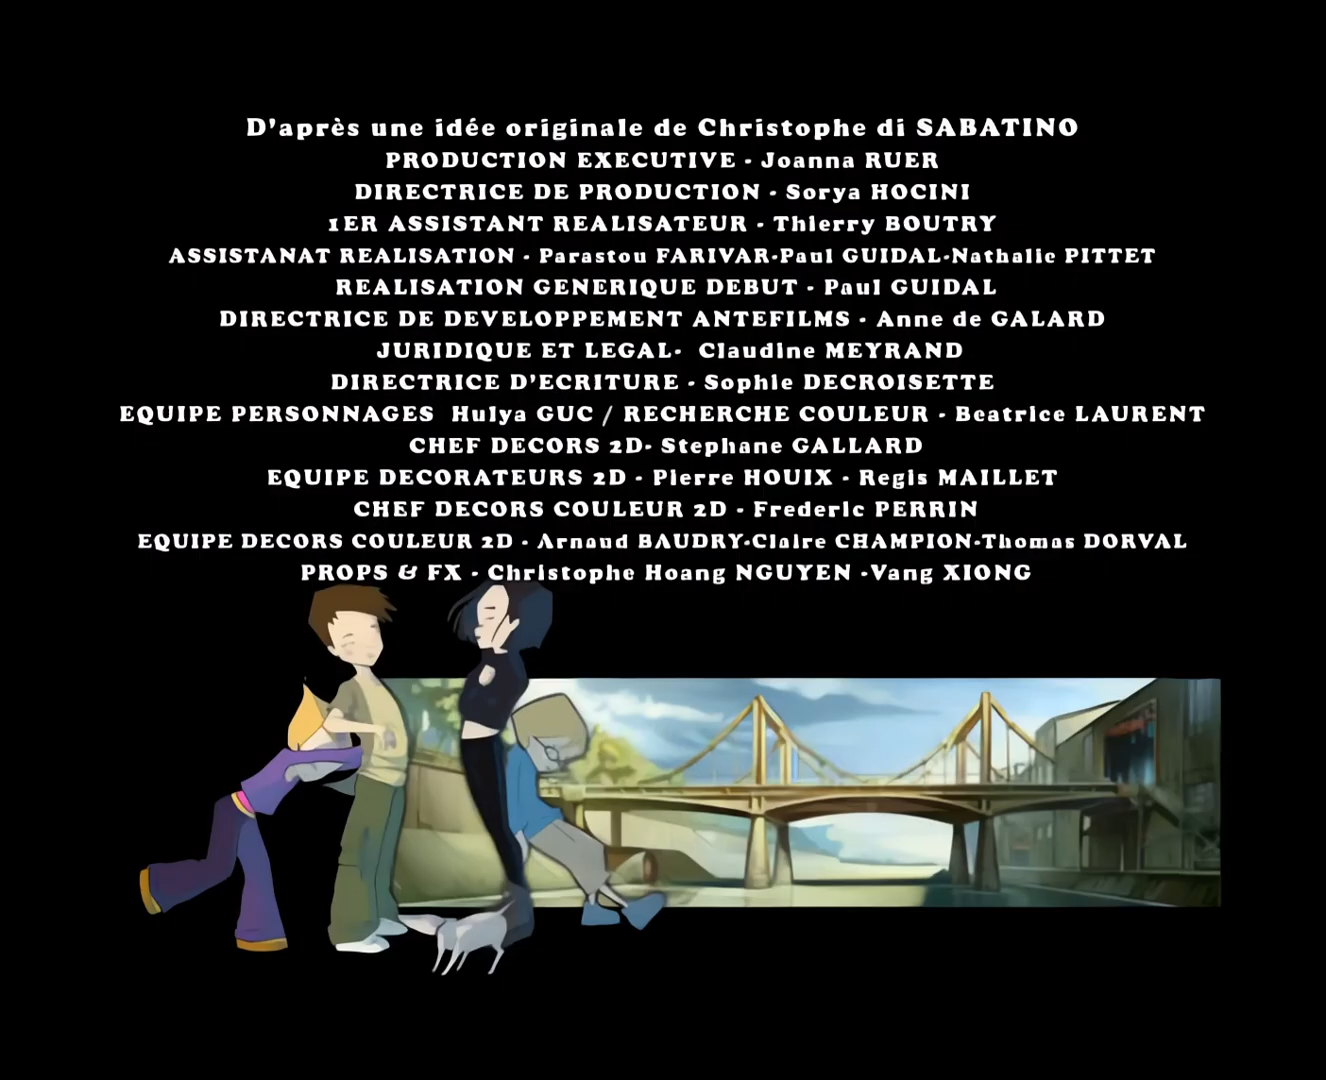 D'après une idée originale de Christophe di SABATINO
PRODUCTION EXECUTIVE - Joanna RUER
DIRECTRICE DE PRODUCTION - Sorya HOCINI
1ER ASSISTANT REALISATEUR - Thierry BOUTRY
ASSISTANAT REALISATION - Parastou FARIVAR-Paul GUIDAL-Nathalie PITTET
REALISATION GENERIQUE DEBUT - Paul GUIDAL
DIRECTRICE DE DEVELOPPEMENT ANTEFILMS - Anne de GALARD
JURIDIQUE ET LEGAL- Claudine MEYRAND
DIRECTRICE D'ECRITURE - Sophie DECROISETTE
EQUIPE PERSONNAGES Hulya GUC / RECHERCHE COULEUR - Beatrice LAURENT
CHEF DECORS 2D- Stephane GALLARD
EQUIPE DECORATEURS 2D - Pierre HOUIX - Regis MAILLET
CHEF DECORS COULEUR 2D - Frederic PERRIN
EQUIPE DECORS COULEUR 2D - Arnaud BAUDRY-Claire CHAMPION-Thomas DORVAL
PROPS & FX - Christophe Hoang NGUYEN -Vang XIONG